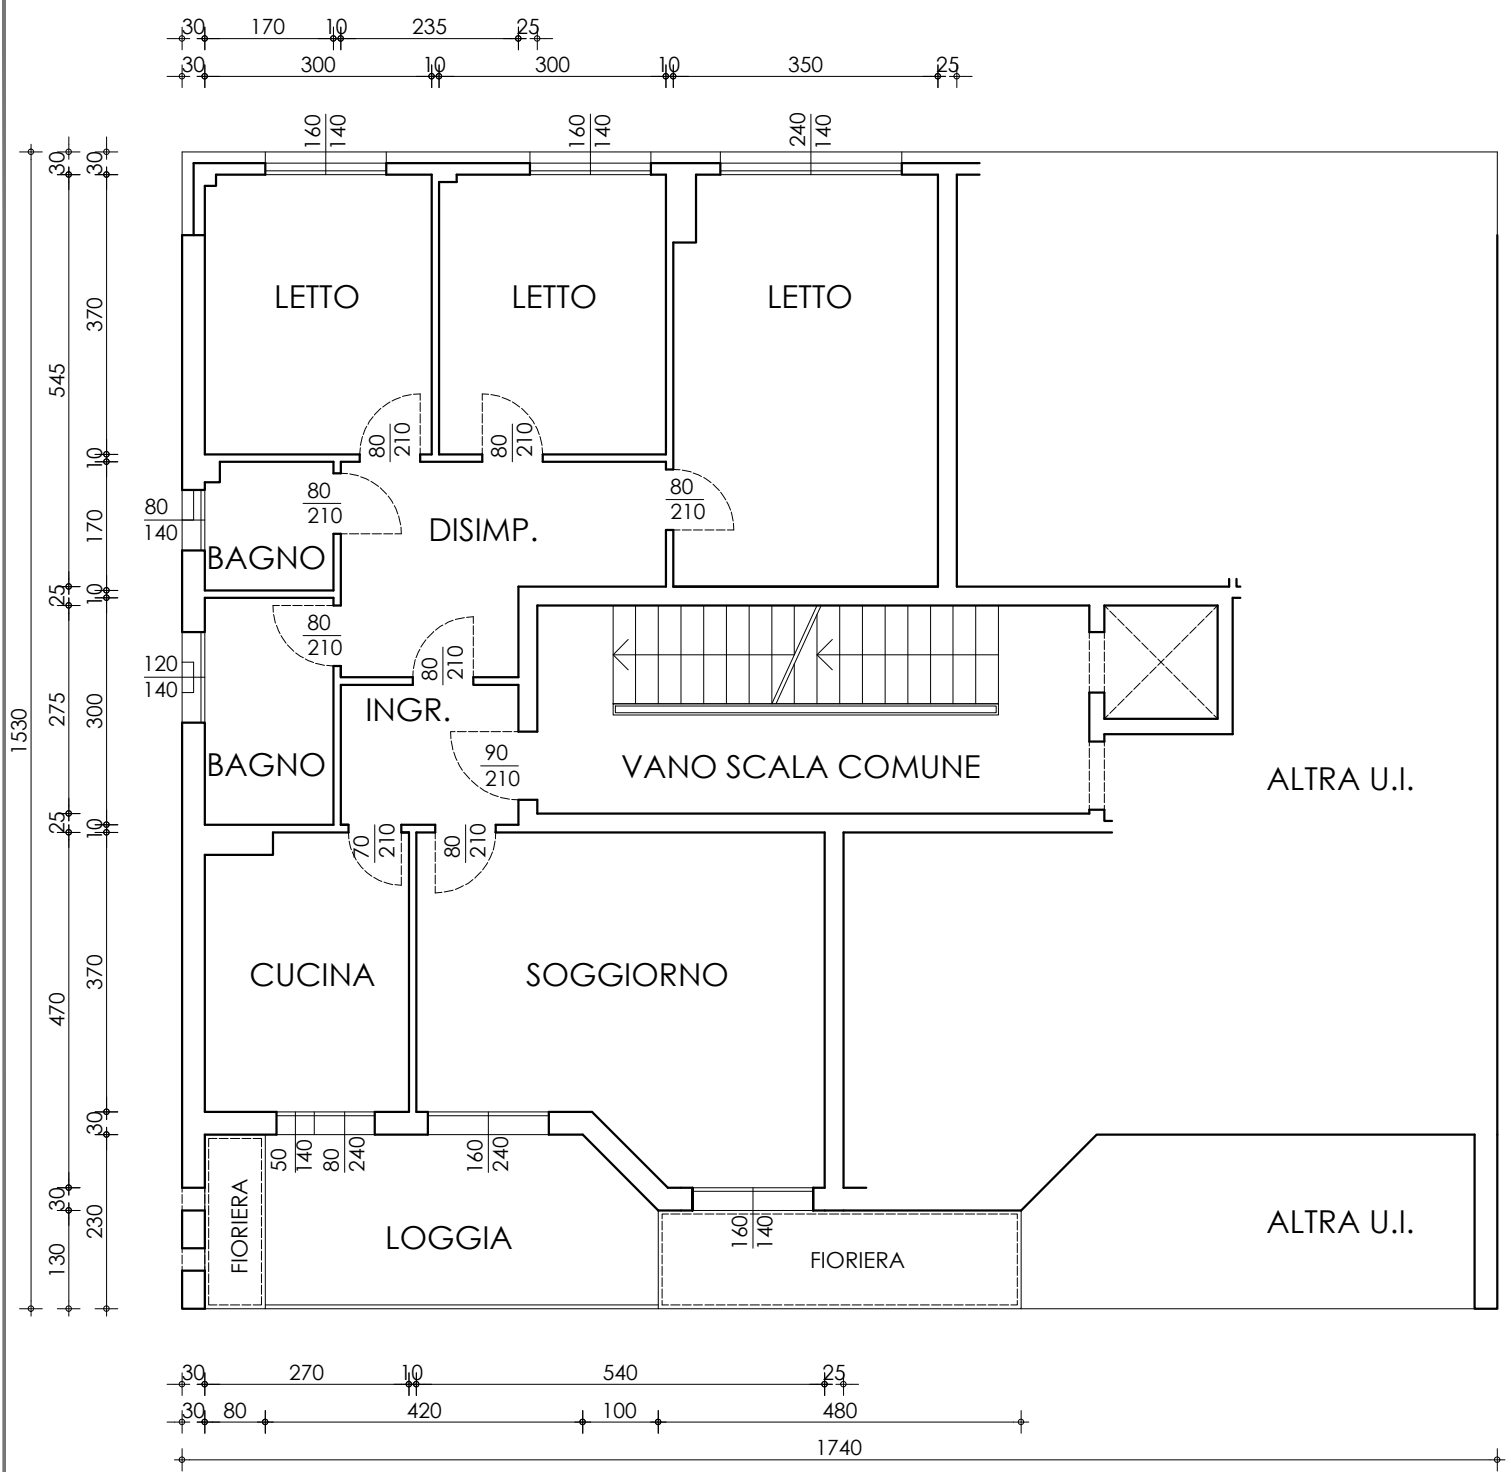 30 170 10 235 25
30 300 10 300 10 350 25
160 140
160 140
240 140
30 30
LETTO LETTO LETTO
370
545
80 210
80 210
10
80 210
80 210
80 140
170
DISIMP.
BAGNO
25 10
80 210
120 140
80 210
INGR.
275 300
1530
90 210
BAGNO
VANO SCALA COMUNE
ALTRA U.I.
25 10
70 210
80 210
CUCINA SOGGIORNO
370
470
30
50 140
80 240
160 240
30
230
130
FIORIERA
LOGGIA
160 140
FIORIERA
ALTRA U.I.
30 270 10 540 25
30 80 420 100 480
1740